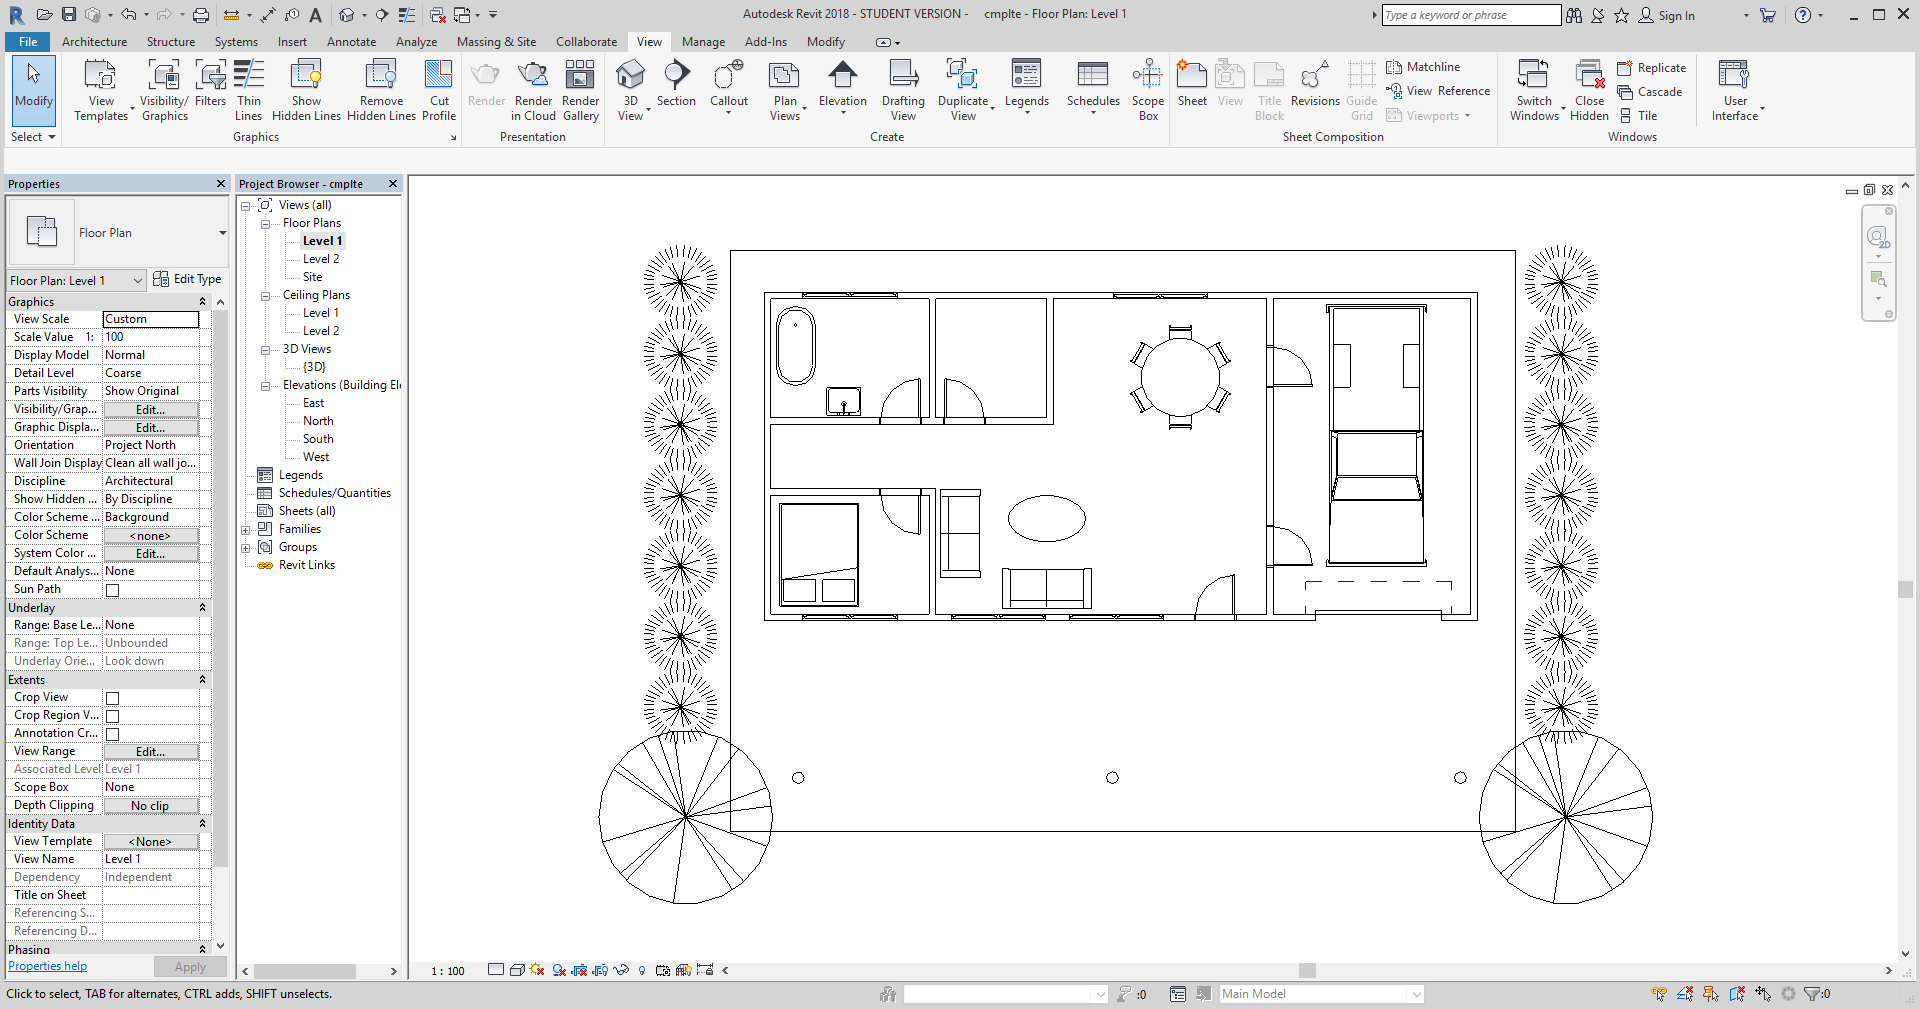 Autodesk Revit 2018 - STUDENT VERSION - cmplte - Floor Plan: Level 1
Type a keyword or phrase
Sign In
File Architecture Structure Systems Insert Annotate Analyze Massing & Site Collaborate View Manage Add-Ins Modify
Modify
View Templates
Visibility/ Graphics
Filters
Thin Lines
Show Hidden Lines
Remove Hidden Lines
Cut Profile
Render
Render in Cloud
Render Gallery
3D View
Section
Callout
Plan Views
Elevation
Drafting View
Duplicate View
Legends
Schedules
Scope Box
Sheet
View
Title Block
Revisions
Guide Grid
Matchline
View Reference
Viewports
Switch Windows
Close Hidden
Replicate
Cascade
Tile
User Interface
Select
Graphics
Presentation
Create
Sheet Composition
Windows
Properties
Floor Plan
Floor Plan: Level 1
Edit Type
Graphics
View Scale Custom
Scale Value 1: 100
Display Model Normal
Detail Level Coarse
Parts Visibility Show Original
Visibility/Grap... Edit...
Graphic Displa... Edit...
Orientation Project North
Wall Join Display Clean all wall jo...
Discipline Architectural
Show Hidden ... By Discipline
Color Scheme ... Background
Color Scheme <none>
System Color ... Edit...
Default Analys... None
Sun Path
Underlay
Range: Base Le... None
Range: Top Le... Unbounded
Underlay Orie... Look down
Extents
Crop View
Crop Region V...
Annotation Cr...
View Range Edit...
Associated Level Level 1
Scope Box None
Depth Clipping No clip
Identity Data
View Template <None>
View Name Level 1
Dependency Independent
Title on Sheet
Referencing S...
Referencing D...
Phasing
Properties help
Apply
Project Browser - cmplte
Views (all)
Floor Plans
Level 1
Level 2
Site
Ceiling Plans
Level 1
Level 2
3D Views
{3D}
Elevations (Building El
East
North
South
West
Legends
Schedules/Quantities
Sheets (all)
Families
Groups
Revit Links
2D
1 : 100
Click to select, TAB for alternates, CTRL adds, SHIFT unselects.
:0
Main Model
:0